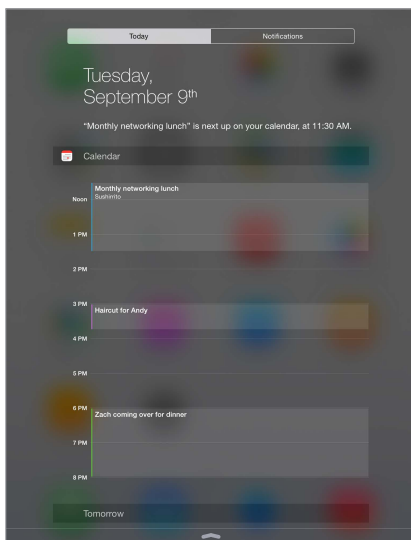 Today
Notifications
Tuesday,
September 9th
“Monthly networking lunch” is next up on your calendar, at 11:30 AM.
Calendar
Monthly networking lunch
Sushirrito
Noon
1 PM
2 PM
3 PM
Haircut for Andy
4 PM
5 PM
6 PM
Zach coming over for dinner
7 PM
8 PM
Tomorrow